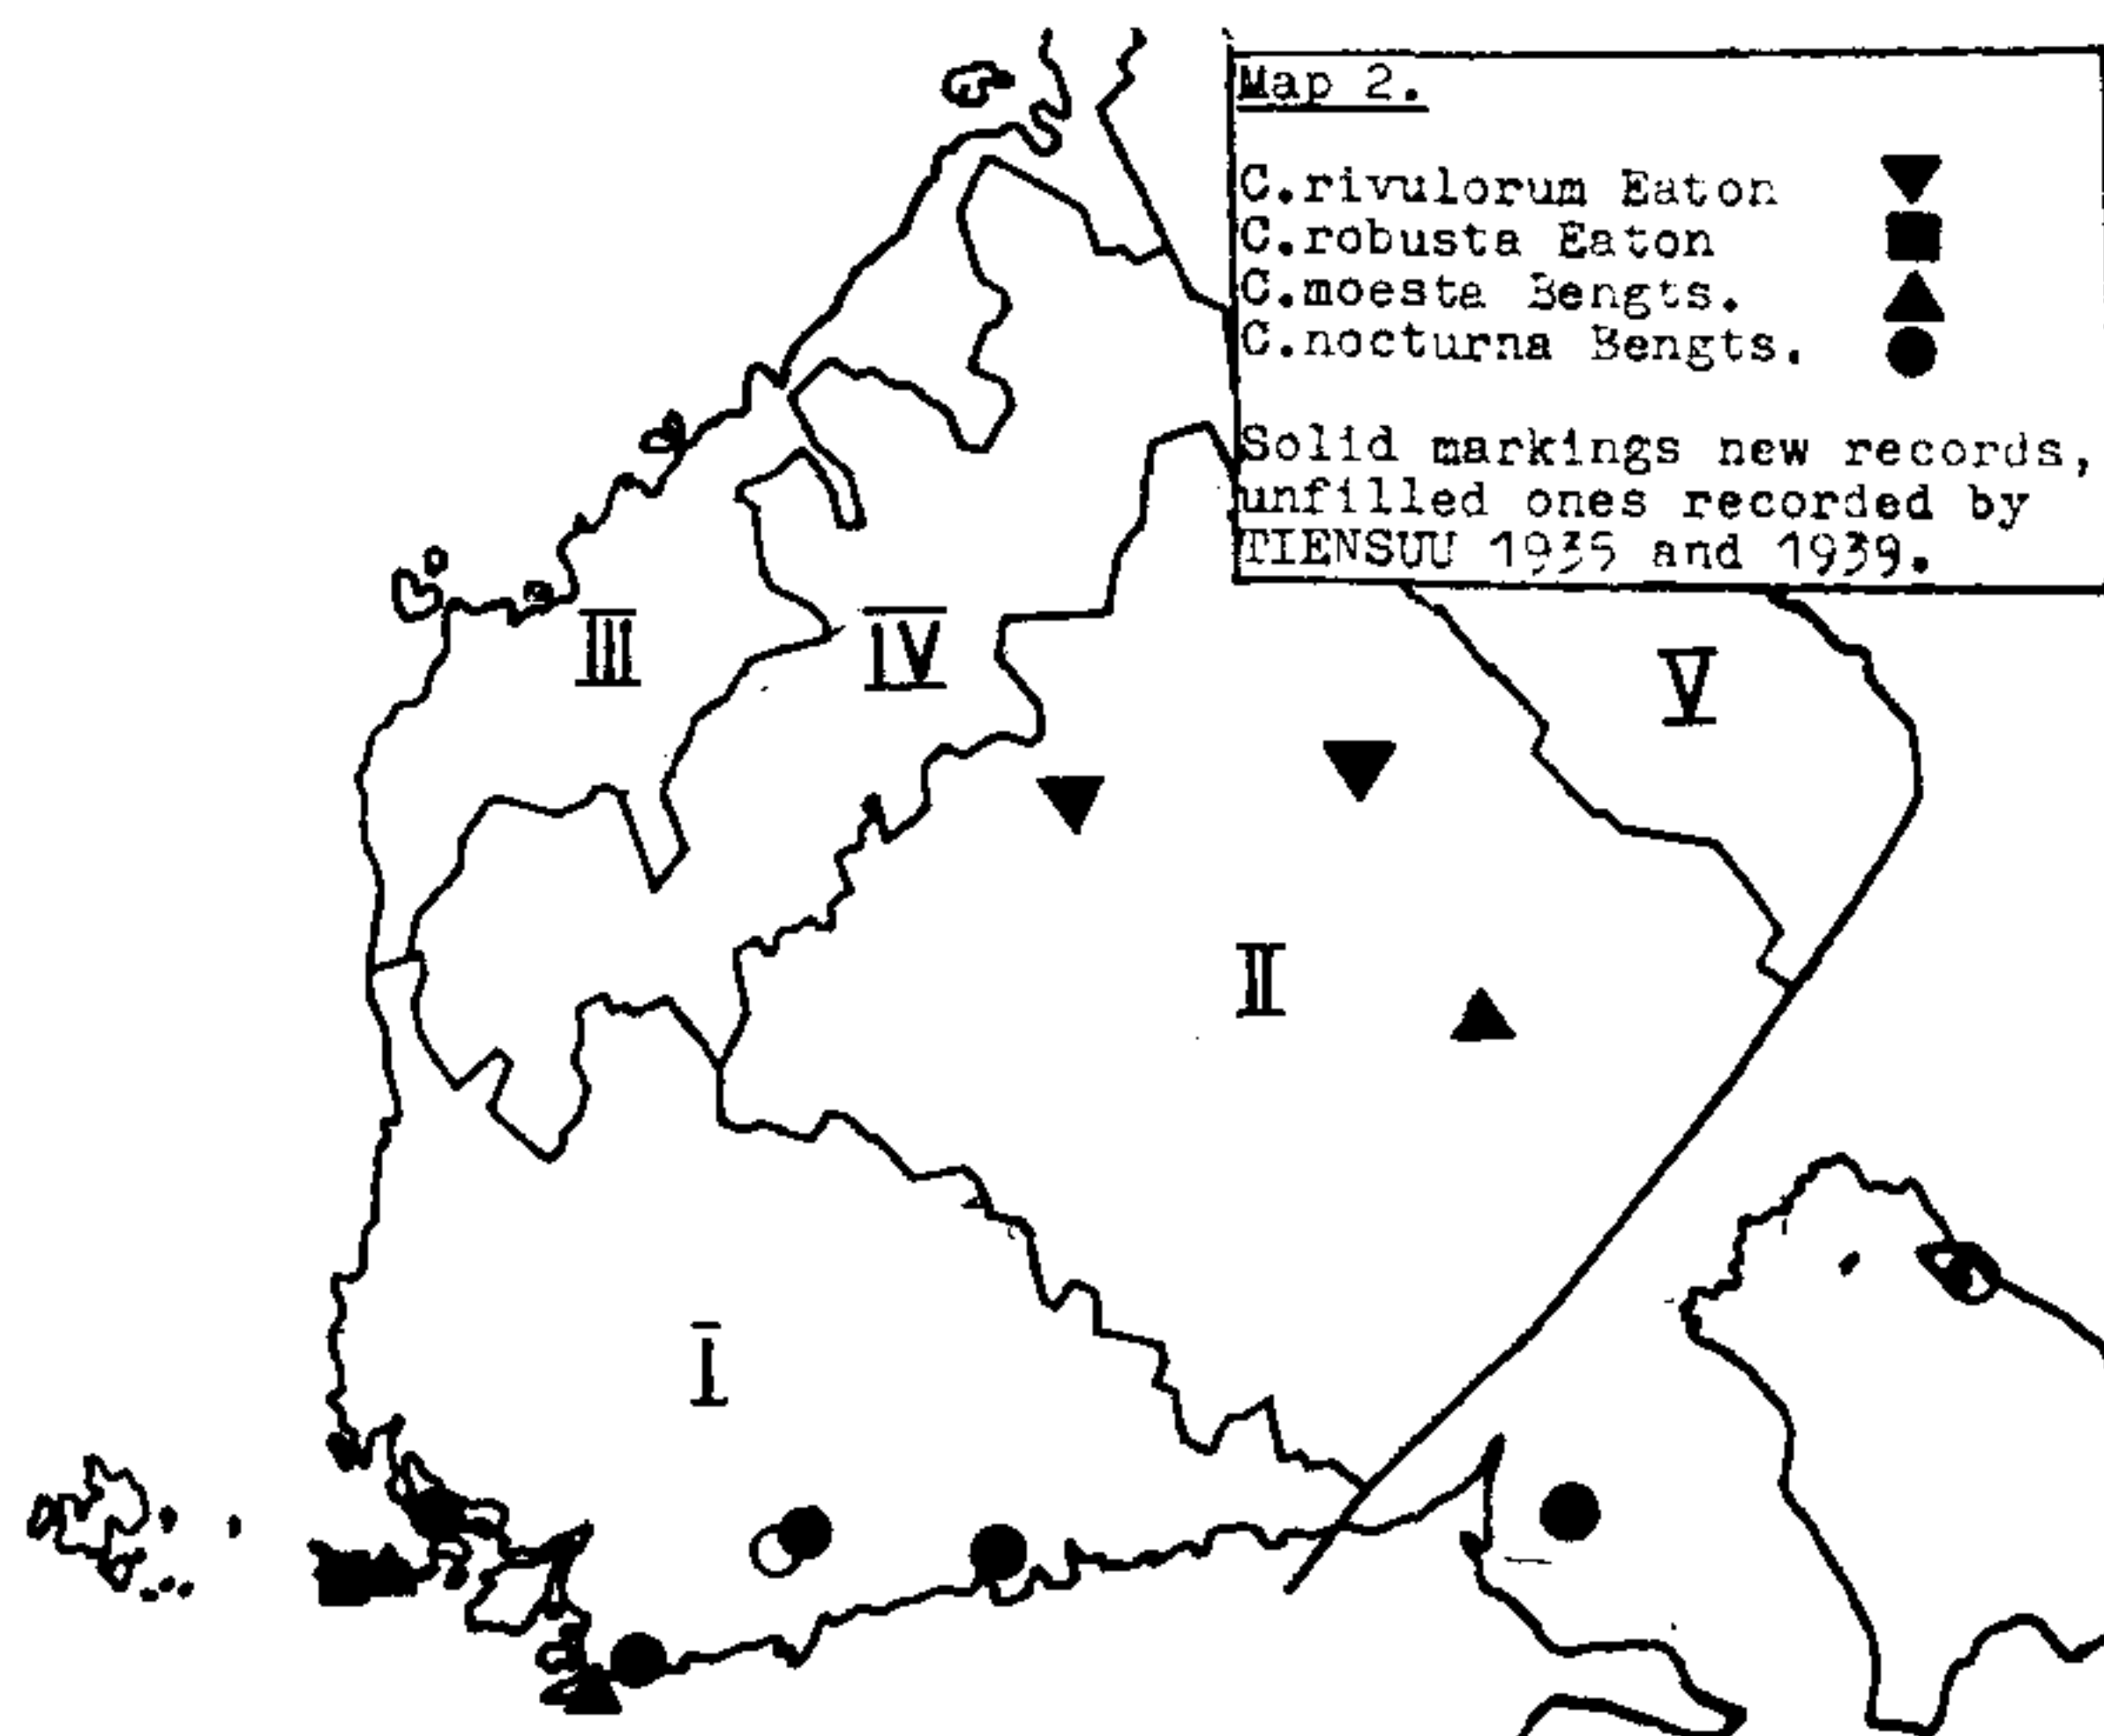 Map 2.
C.rivulorum Eaton
C.robusta Eaton
C.moesta Bengts.
C.nocturna Bengts.
Solid markings new records,
unfilled ones recorded by
TIENSUU 1935 and 1939.
III
IV
V
II
I